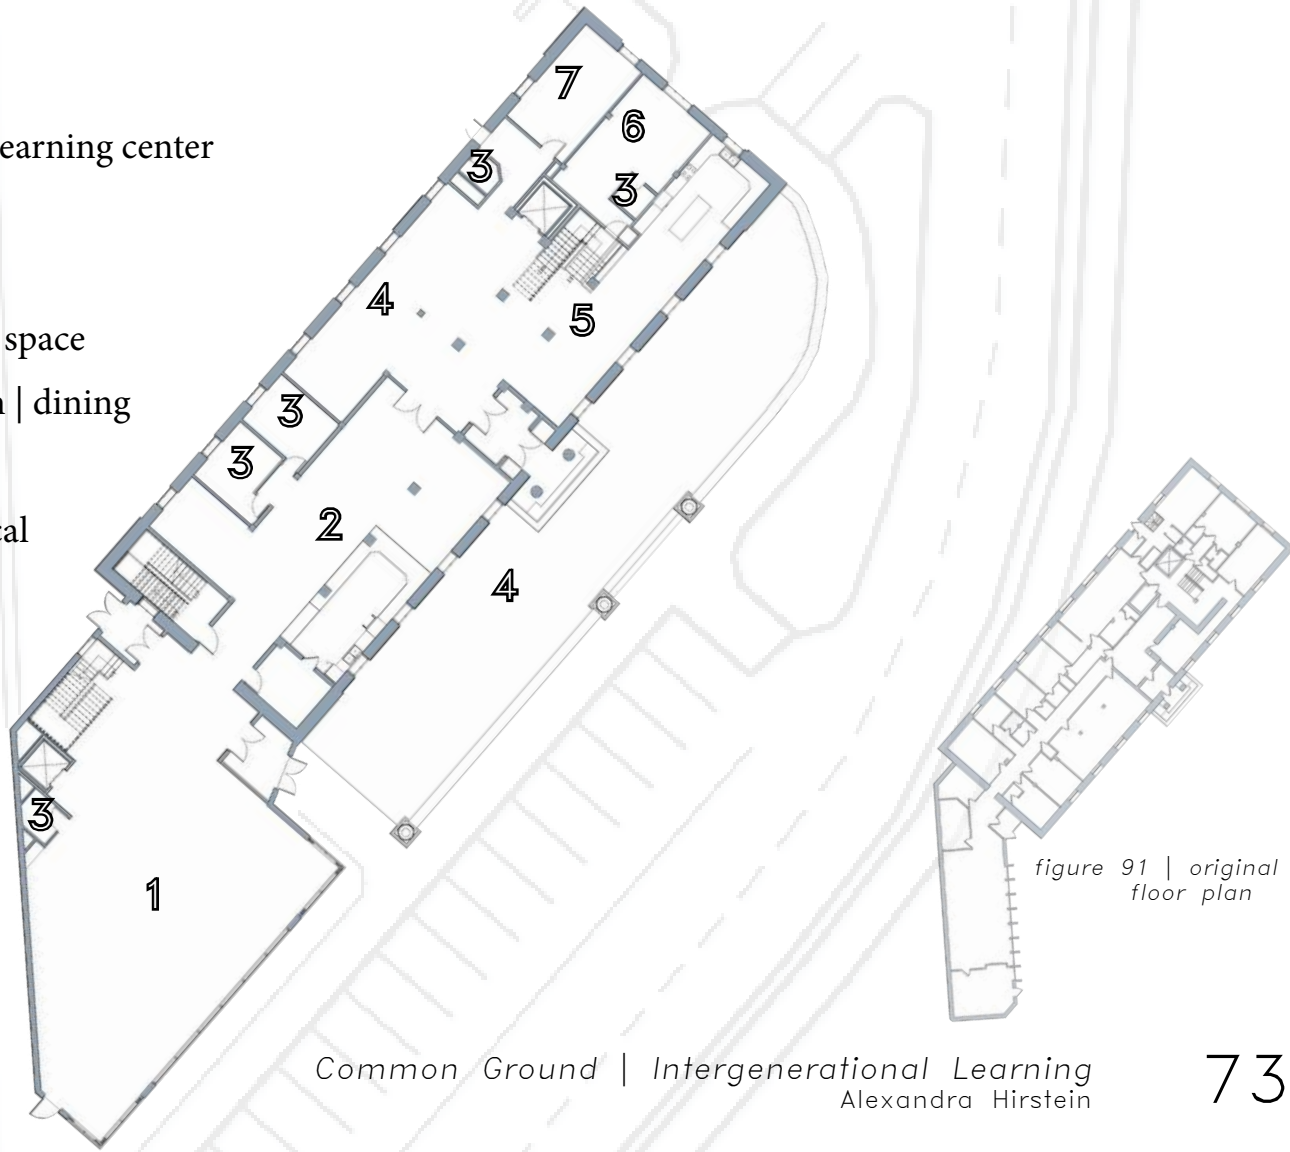 earning center
space
| dining
cal
7
6
3
3
4
5
3
3
2
4
3
1
figure 91 | original
floor plan
Common Ground | Intergenerational Learning
Alexandra Hirstein
73